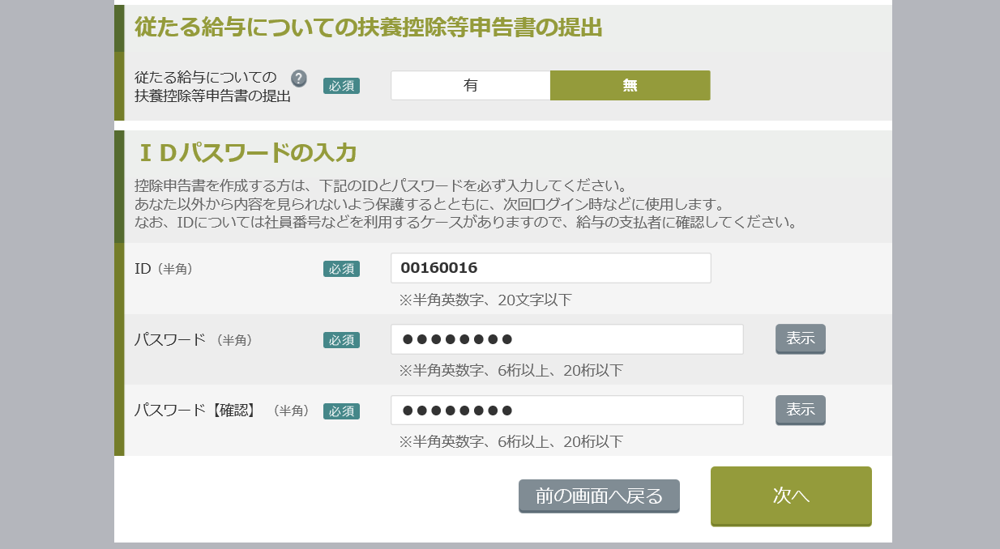 従たる給与についての扶養控除等申告書の提出
従たる給与についての
扶養控除等申告書の提出
?
必須
有
無
ＩＤパスワードの入力
控除申告書を作成する方は、下記のIDとパスワードを必ず入力してください。
あなた以外から内容を見られないよう保護するとともに、次回ログイン時などに使用します。
なお、IDについては社員番号などを利用するケースがありますので、給与の支払者に確認してください。
ID（半角） 必須 00160016
※半角英数字、20文字以下
パスワード （半角） 必須 ●●●●●●●● 表示
※半角英数字、6桁以上、20桁以下
パスワード【確認】 （半角） 必須 ●●●●●●●● 表示
※半角英数字、6桁以上、20桁以下
前の画面へ戻る 次へ